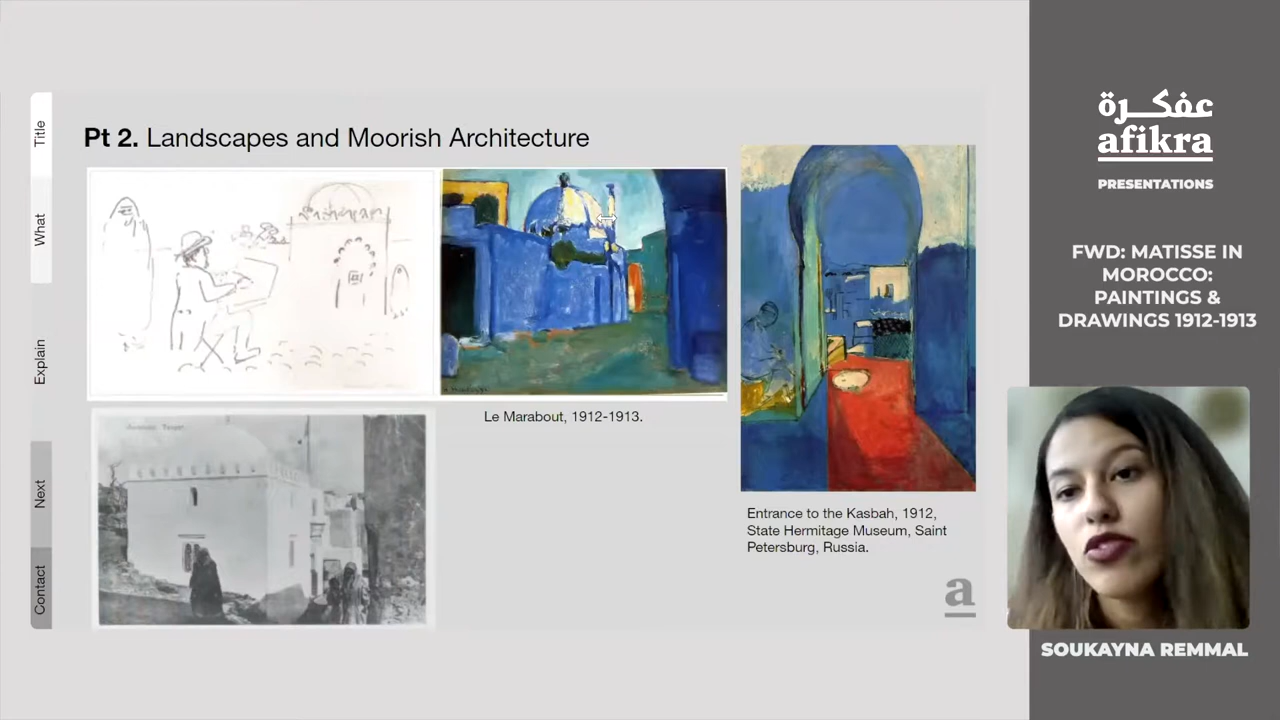 Title
What
Explain
Next
Contact
Pt 2. Landscapes and Moorish Architecture
Le Marabout, 1912-1913.
Entrance to the Kasbah, 1912,
State Hermitage Museum, Saint
Petersburg, Russia.
a
عفكرة
afikra
PRESENTATIONS
FWD: MATISSE IN
MOROCCO:
PAINTINGS &
DRAWINGS 1912-1913
SOUKAYNA REMMAL